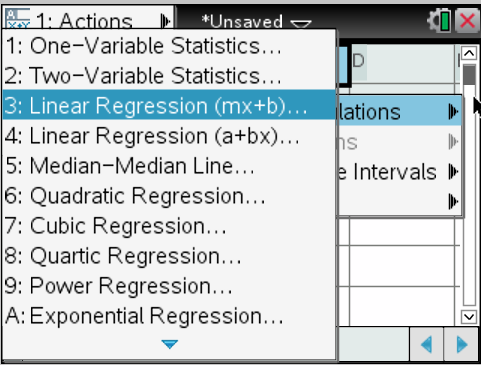 1: Actions
*Unsaved
1: One–Variable Statistics...
2: Two–Variable Statistics...
3: Linear Regression (mx+b)...
4: Linear Regression (a+bx)...
5: Median–Median Line...
6: Quadratic Regression...
7: Cubic Regression...
8: Quartic Regression...
9: Power Regression...
A: Exponential Regression...
D
lations
ns
e Intervals